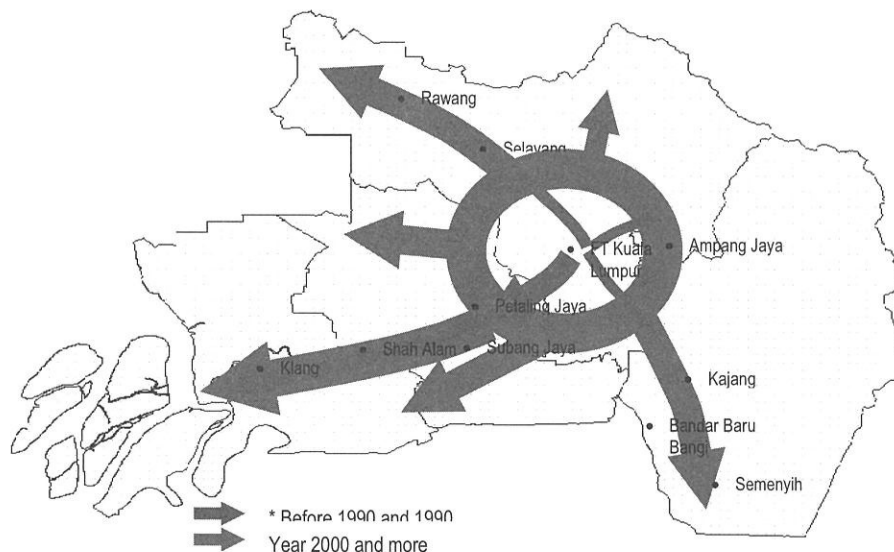 Rawang
Selayang
FT Kuala
Lumpur
Ampang Jaya
Petaling Jaya
Shah Alam
Subang Jaya
Klang
Kajang
Bandar Baru
Bangi
Semenyih
* Before 1990 and 1990
Year 2000 and more